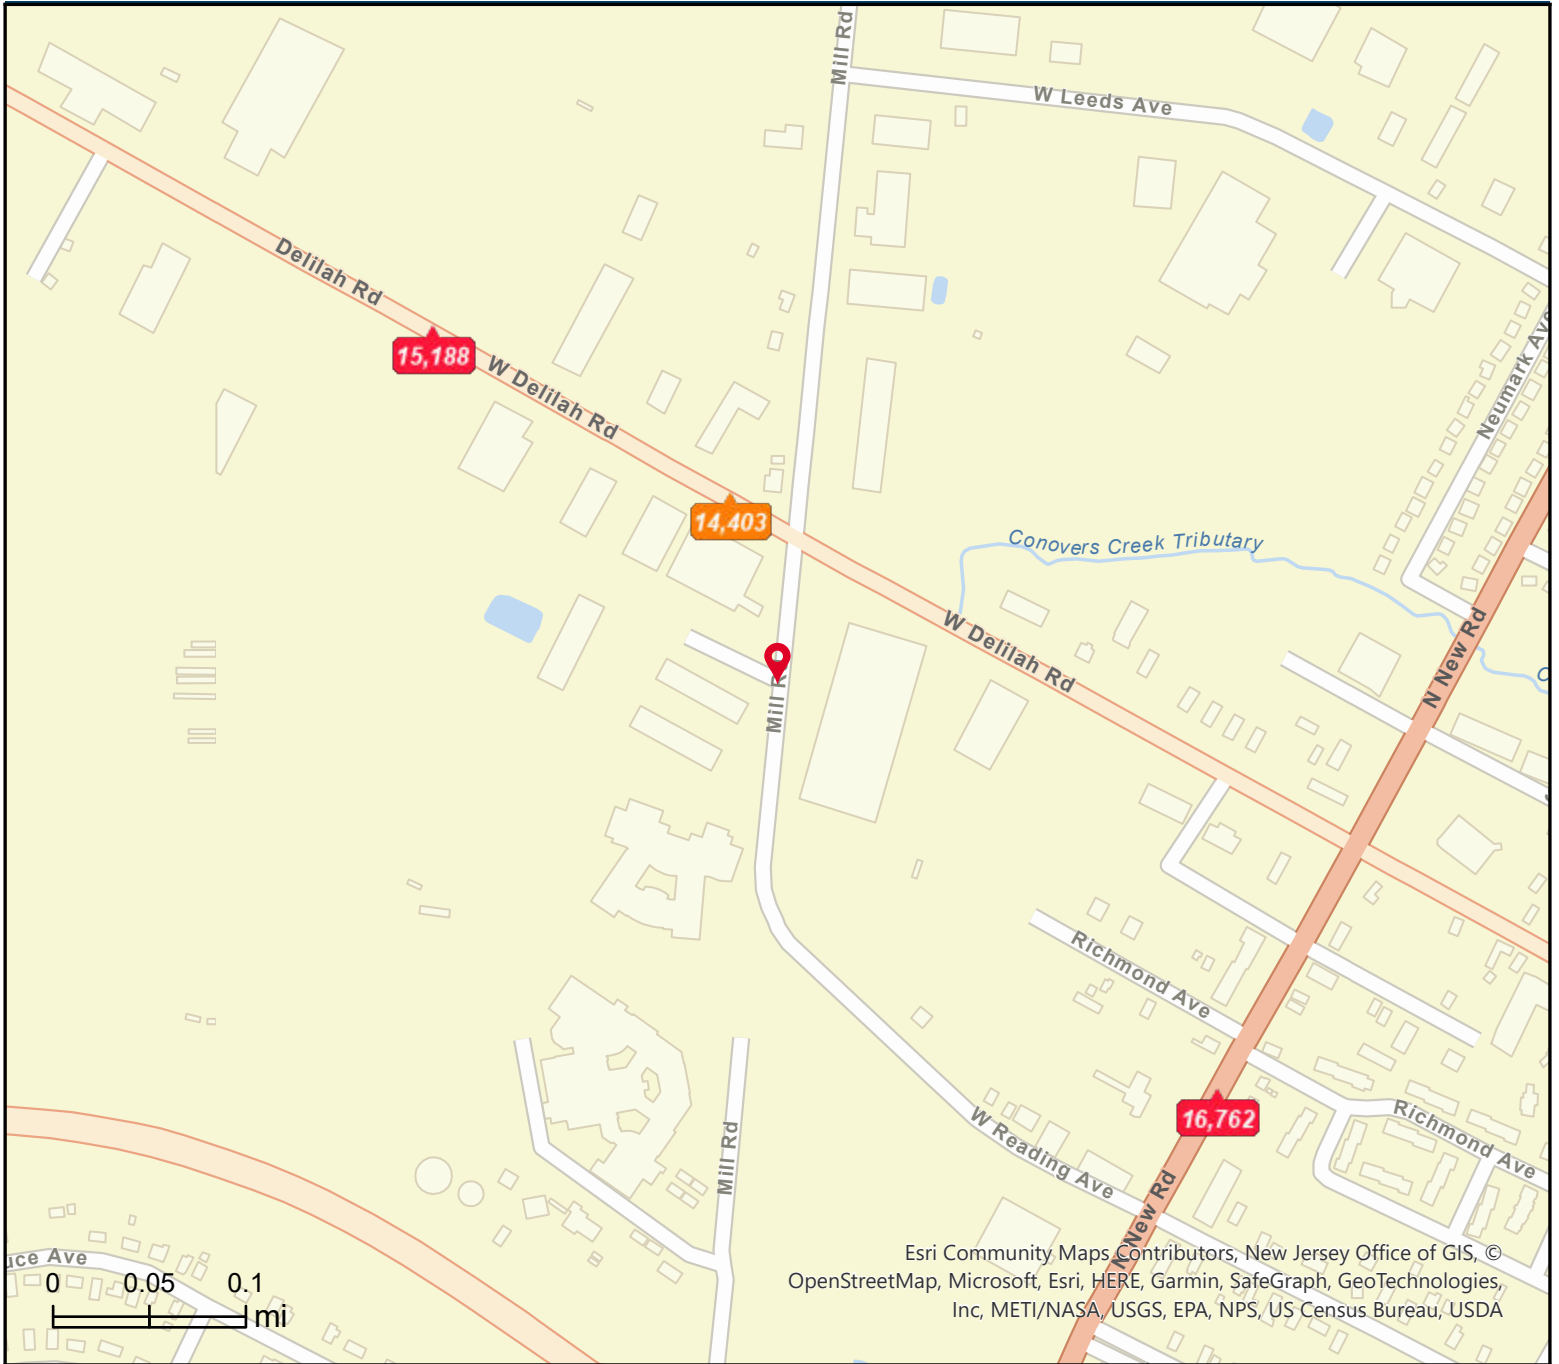 Mill Rd
W Leeds Ave
Delilah Rd
15,188
W Delilah Rd
Neumark Ave
14,403
Conovers Creek Tributary
W Delilah Rd
N New Rd
C
Mill Rd
Richmond Ave
16,762
Richmond Ave
W Reading Ave
Mill Rd
N New Rd
uce Ave
0 0.05 0.1
mi
Esri Community Maps Contributors, New Jersey Office of GIS, ©
OpenStreetMap, Microsoft, Esri, HERE, Garmin, SafeGraph, GeoTechnologies,
Inc, METI/NASA, USGS, EPA, NPS, US Census Bureau, USDA